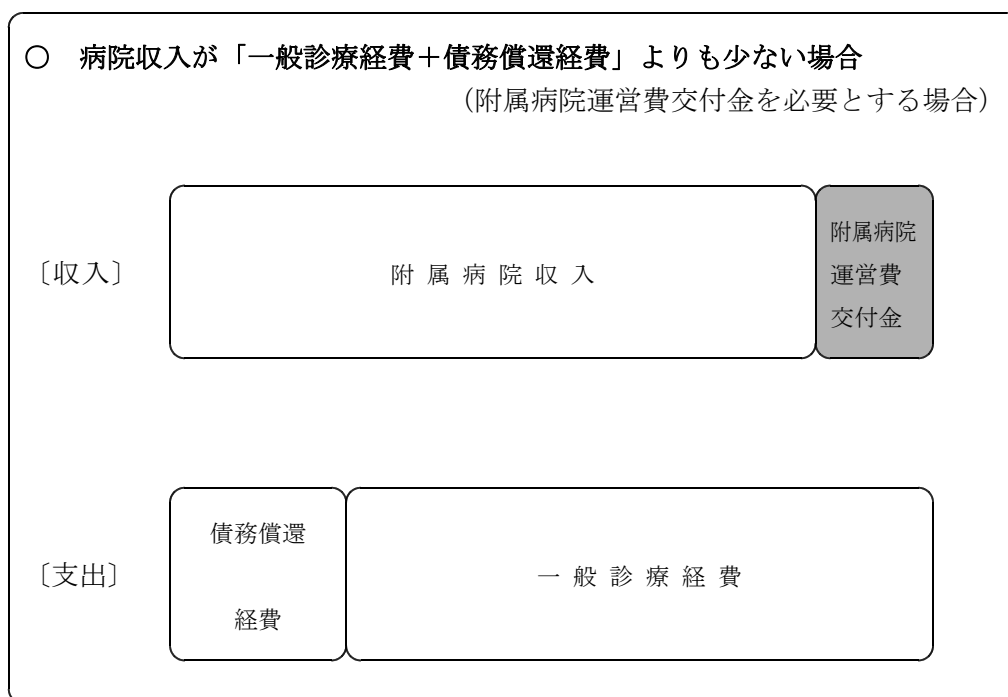 ○ 病院収入が「一般診療経費+債務償還経費」よりも少ない場合
(附属病院運営費交付金を必要とする場合)
〔収入〕
附属病院収入
附属病院
運営費
交付金
〔支出〕
債務償還
経費
一般診療経費